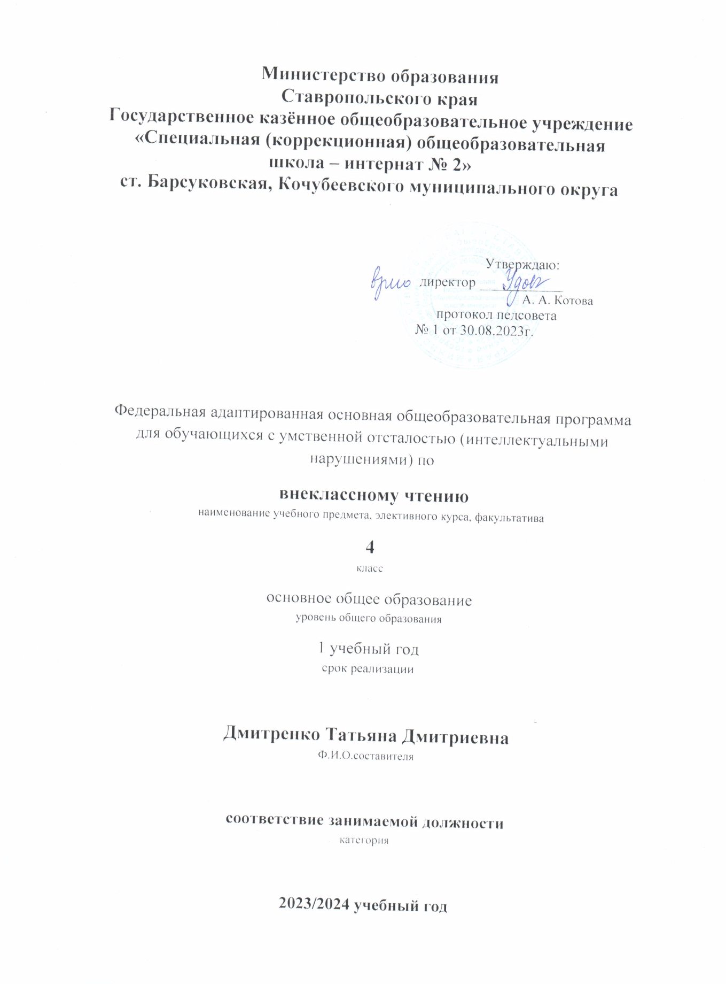 Министерство образования
Ставропольского края
Государственное казённое общеобразовательное учреждение
«Специальная (коррекционная) общеобразовательная
школа – интернат № 2»
ст. Барсуковская, Кочубеевского муниципального округа
Утверждаю:
врио директор
А. А. Котова
протокол педсовета
№ 1 от 30.08.2023г.
Федеральная адаптированная основная общеобразовательная программа
для обучающихся с умственной отсталостью (интеллектуальными
нарушениями) по
внеклассному чтению
наименование учебного предмета, элективного курса, факультатива
4
класс
основное общее образование
уровень общего образования
1 учебный год
срок реализации
Дмитренко Татьяна Дмитриевна
Ф.И.О.составителя
соответствие занимаемой должности
категория
2023/2024 учебный год